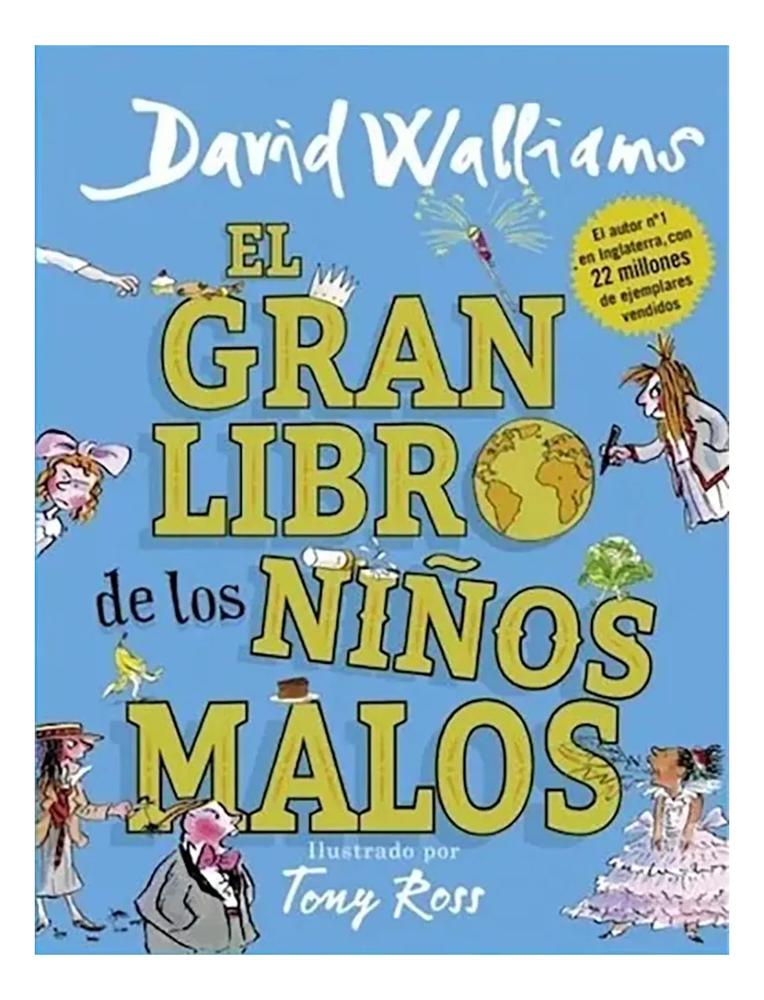 David Walliams
El autor nº1
en Inglaterra, con
22 millones
de ejemplares
vendidos
EL
GRAN
LIBRO
de los NIÑOS
MALOS
Ilustrado por
Tony Ross